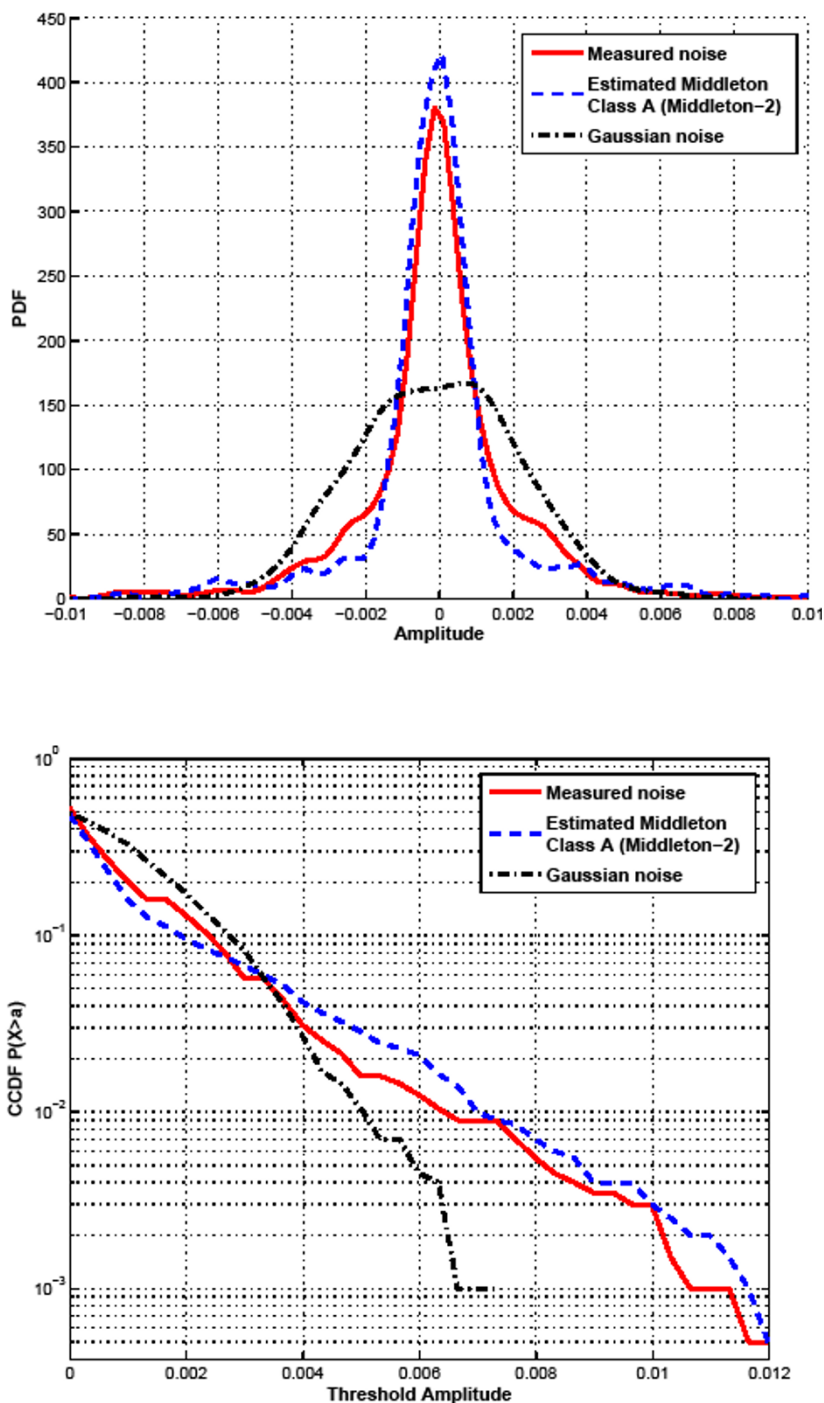 450
400
350
300
250
200
150
100
50
0
PDF
Measured noise
Estimated Middleton
Class A (Middleton−2)
Gaussian noise
−0.01 −0.008 −0.006 −0.004 −0.002 0 0.002 0.004 0.006 0.008 0.01
Amplitude
10^0
10^-1
10^-2
10^-3
CCDF P(X>a)
Measured noise
Estimated Middleton
Class A (Middleton−2)
Gaussian noise
0 0.002 0.004 0.006 0.008 0.01 0.012
Threshold Amplitude